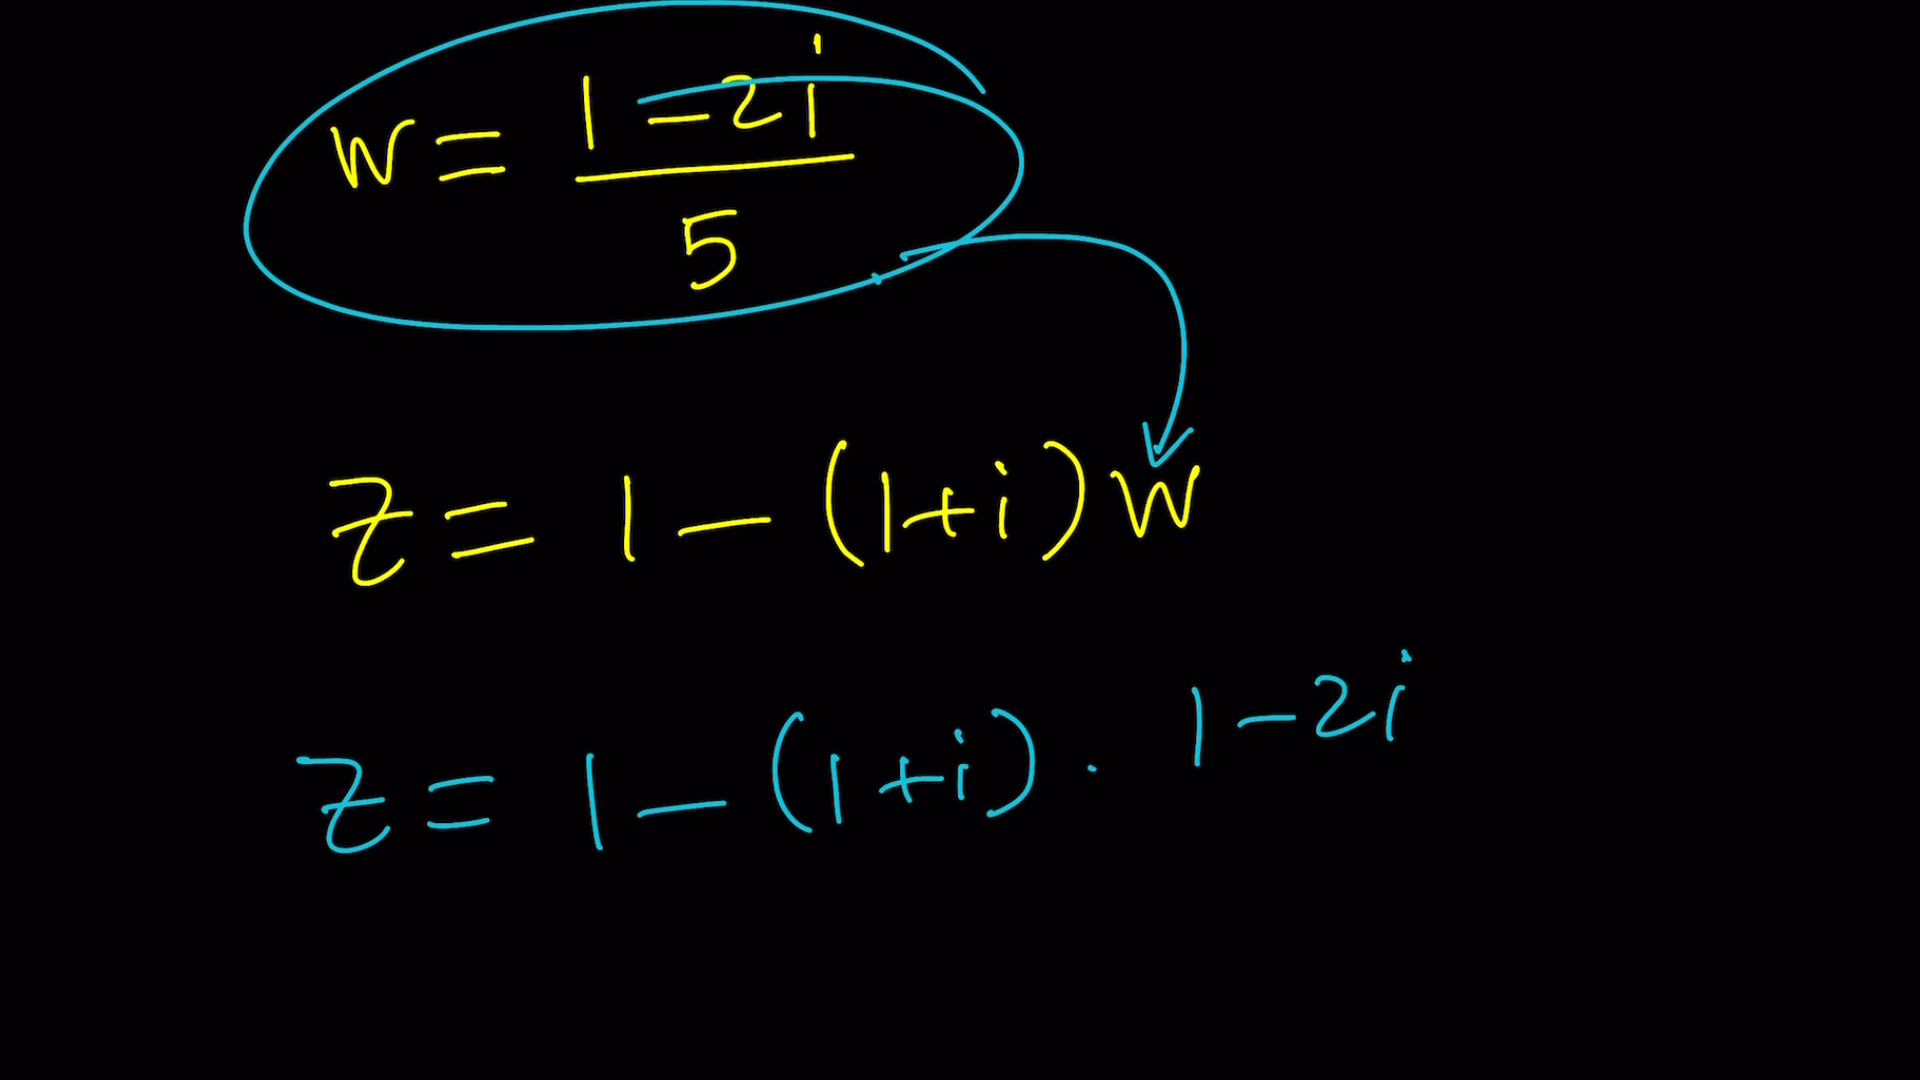 w = 1 - 2i
5
z = 1 - (1+i) w
z = 1 - (1+i) · 1 - 2i